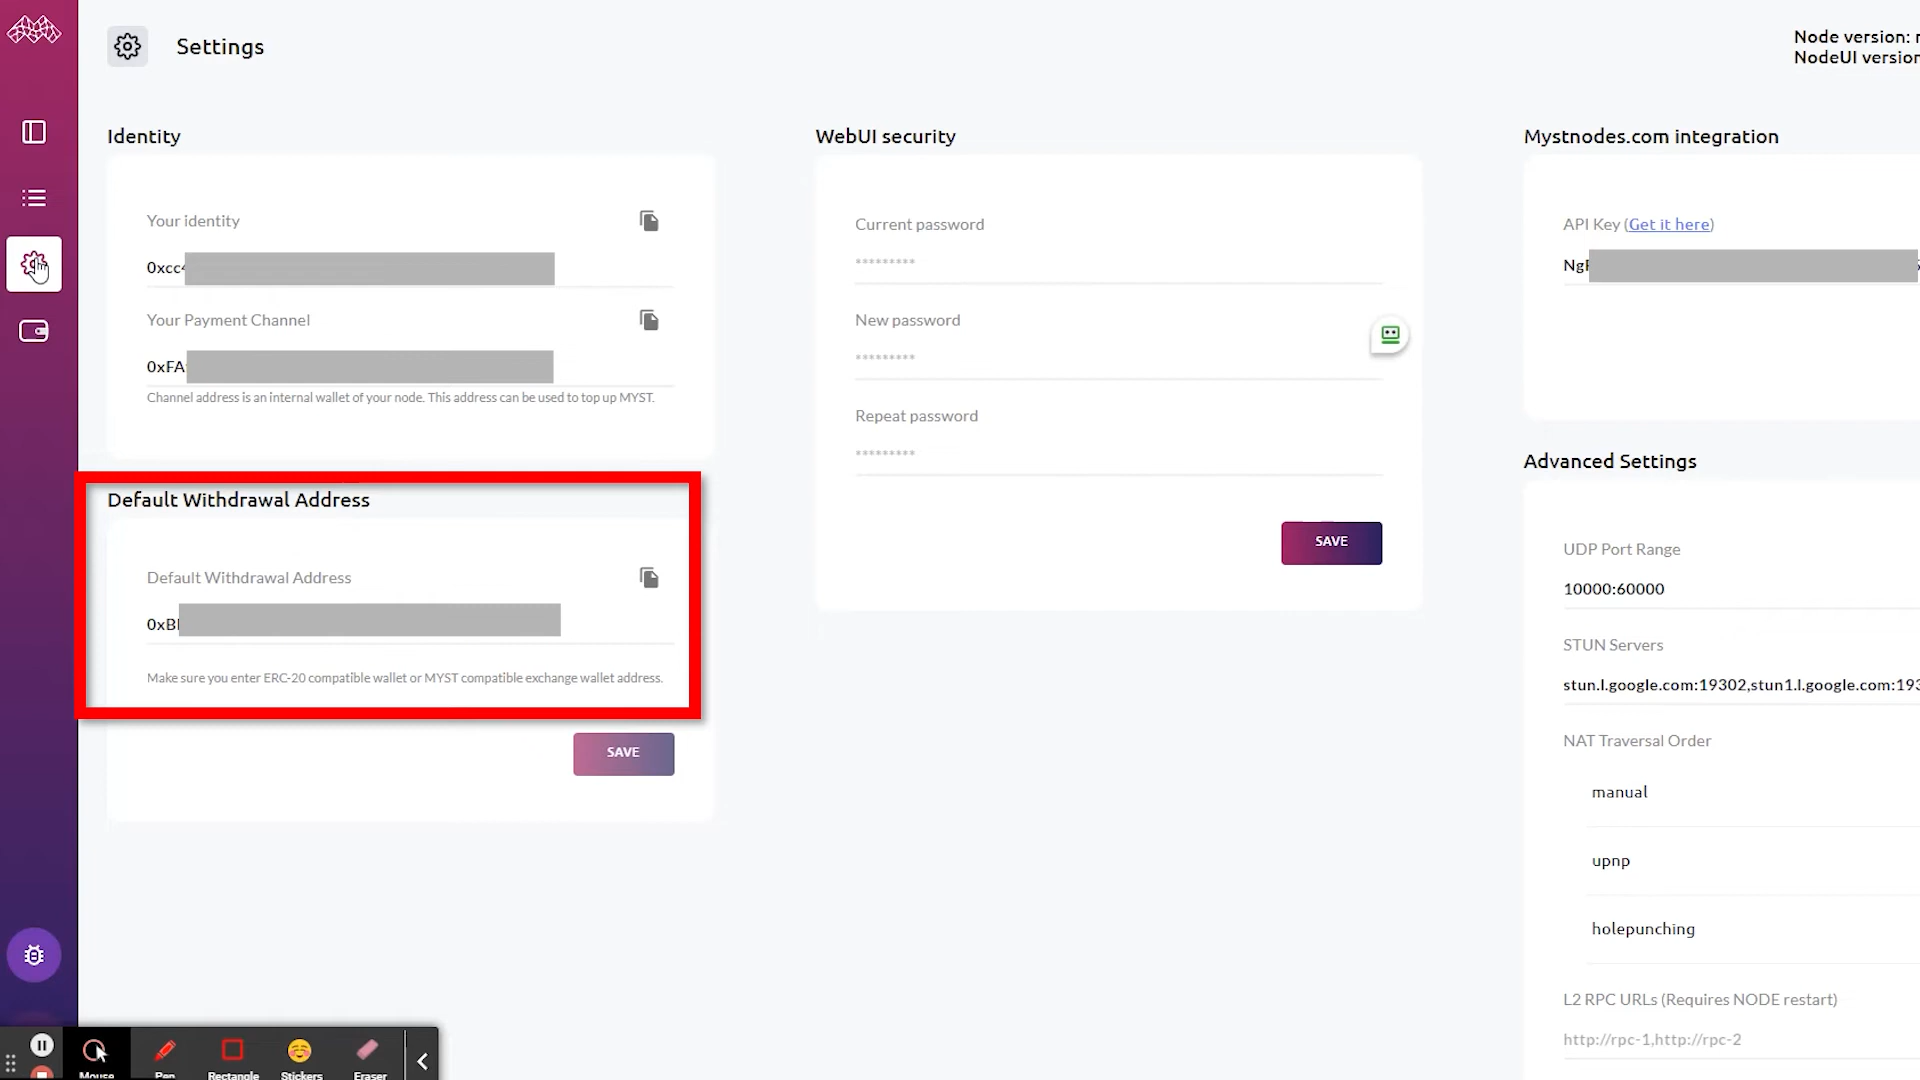 Settings
Node version:
NodeUI version
Identity
Your identity
0xcc4
Your Payment Channel
0xFA
Channel address is an internal wallet of your node. This address can be used to top up MYST.
Default Withdrawal Address
Default Withdrawal Address
0xB
Make sure you enter ERC-20 compatible wallet or MYST compatible exchange wallet address.
SAVE
WebUI security
Current password
*********
New password
*********
Repeat password
*********
SAVE
Mystnodes.com integration
API Key (Get it here)
Ng
Advanced Settings
UDP Port Range
10000:60000
STUN Servers
stun.l.google.com:19302,stun1.l.google.com:193
NAT Traversal Order
manual
upnp
holepunching
L2 RPC URLs (Requires NODE restart)
http://rpc-1,http://rpc-2
Mouse
Pen
Rectangle
Stickers
Eraser